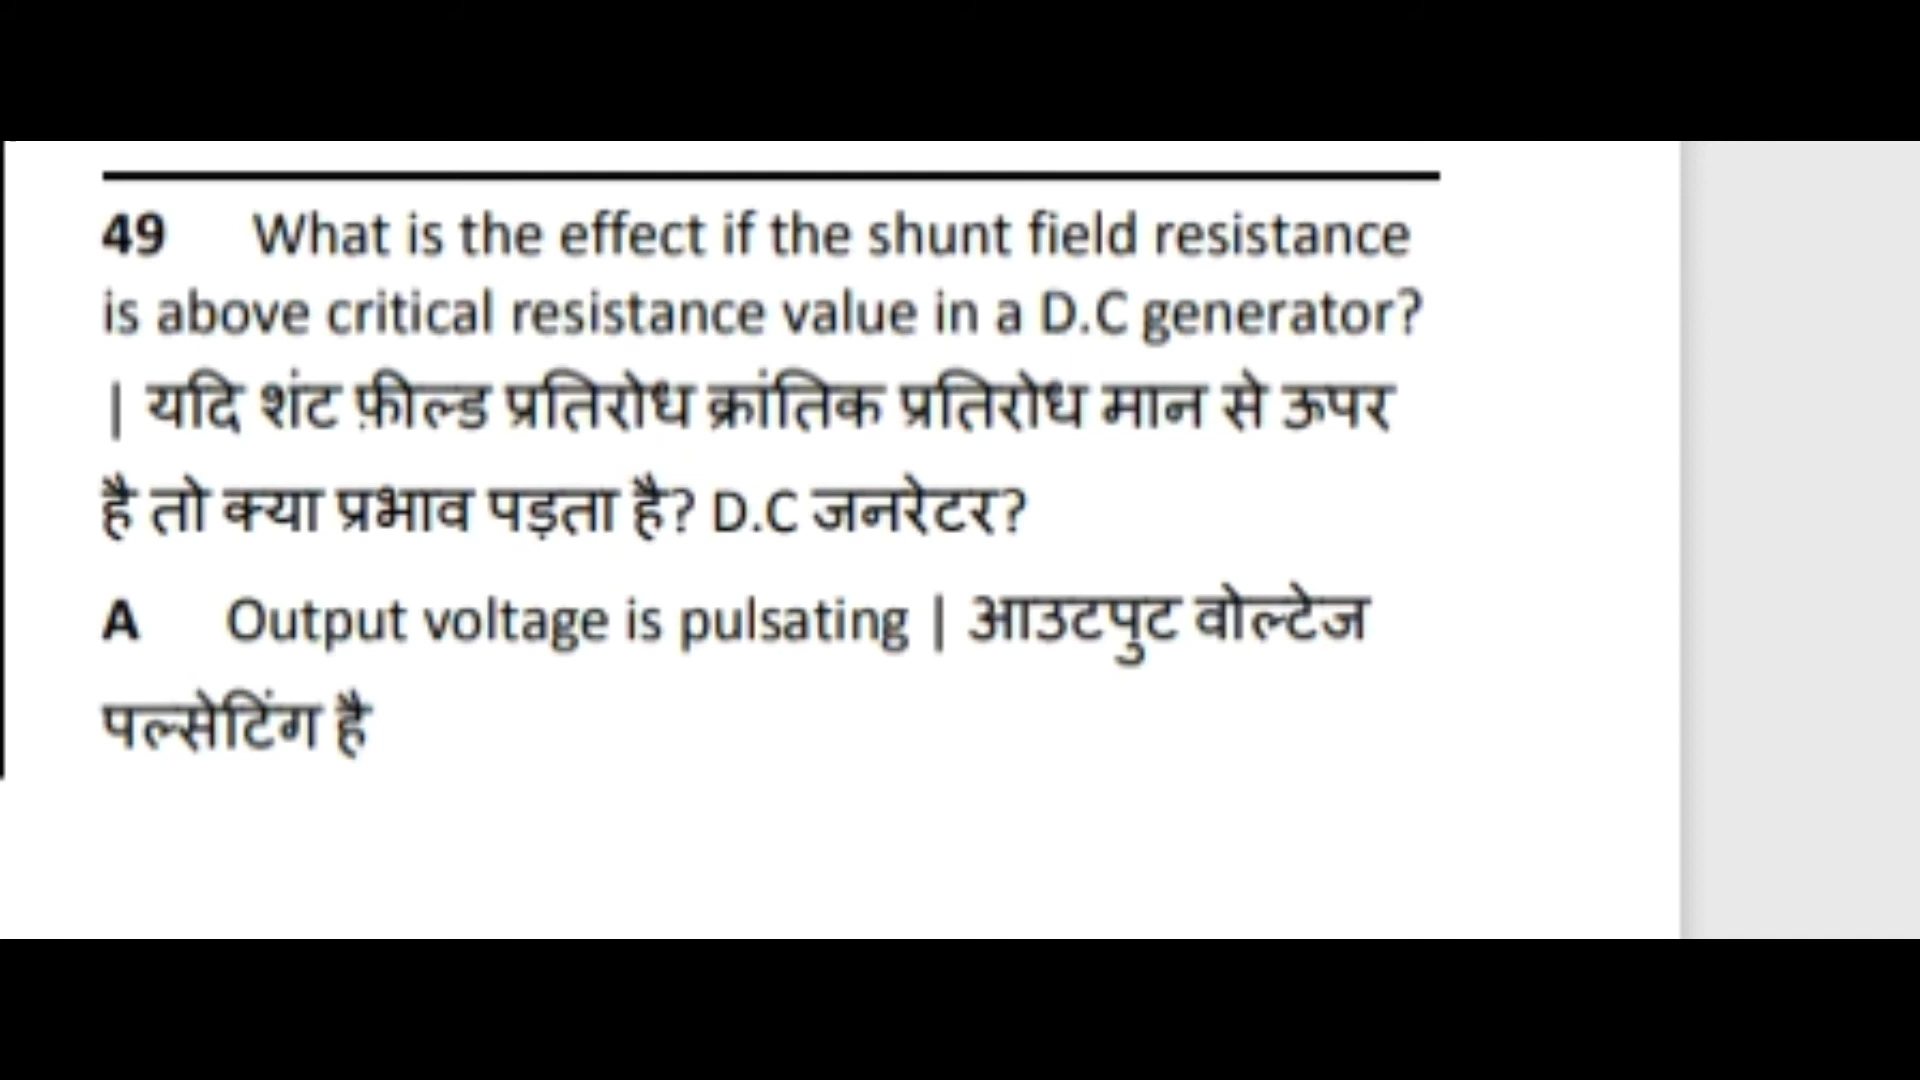 49 What is the effect if the shunt field resistance
is above critical resistance value in a D.C generator?
| यदि शंट फ़ील्ड प्रतिरोध क्रांतिक प्रतिरोध मान से ऊपर
है तो क्या प्रभाव पड़ता है? D.C जनरेटर?
A Output voltage is pulsating | आउटपुट वोल्टेज
पल्सेटिंग है